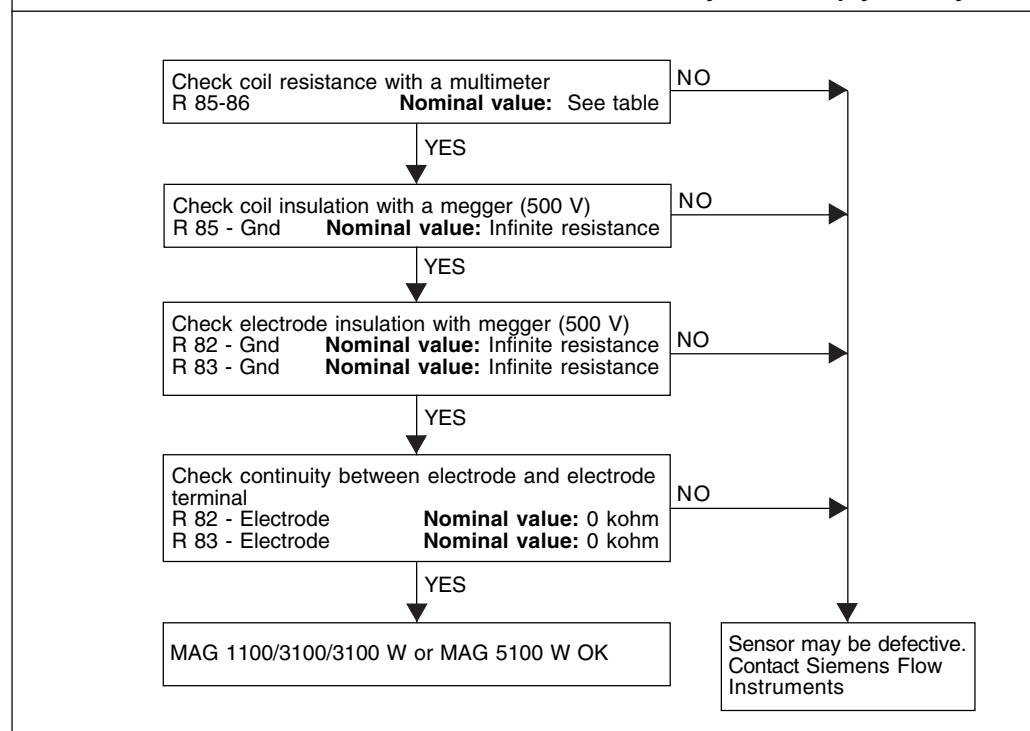 Check coil resistance with a multimeter
R 85-86 Nominal value: See table
NO
YES
Check coil insulation with a megger (500 V)
R 85 - Gnd Nominal value: Infinite resistance
NO
YES
Check electrode insulation with megger (500 V)
R 82 - Gnd Nominal value: Infinite resistance
R 83 - Gnd Nominal value: Infinite resistance
NO
YES
Check continuity between electrode and electrode
terminal
R 82 - Electrode Nominal value: 0 kohm
R 83 - Electrode Nominal value: 0 kohm
NO
YES
MAG 1100/3100/3100 W or MAG 5100 W OK
Sensor may be defective.
Contact Siemens Flow
Instruments